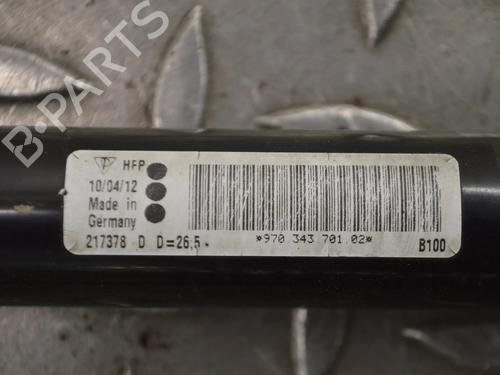 B-PARTS
HFP
10/04/12
Made in
Germany
217378 D D=26,5
*970.343.701.02*
B100